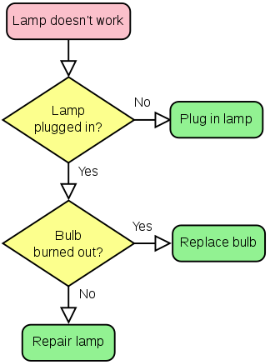 Lamp doesn't work
Lamp
plugged in?
No
Plug in lamp
Yes
Bulb
burned out?
Yes
Replace bulb
No
Repair lamp